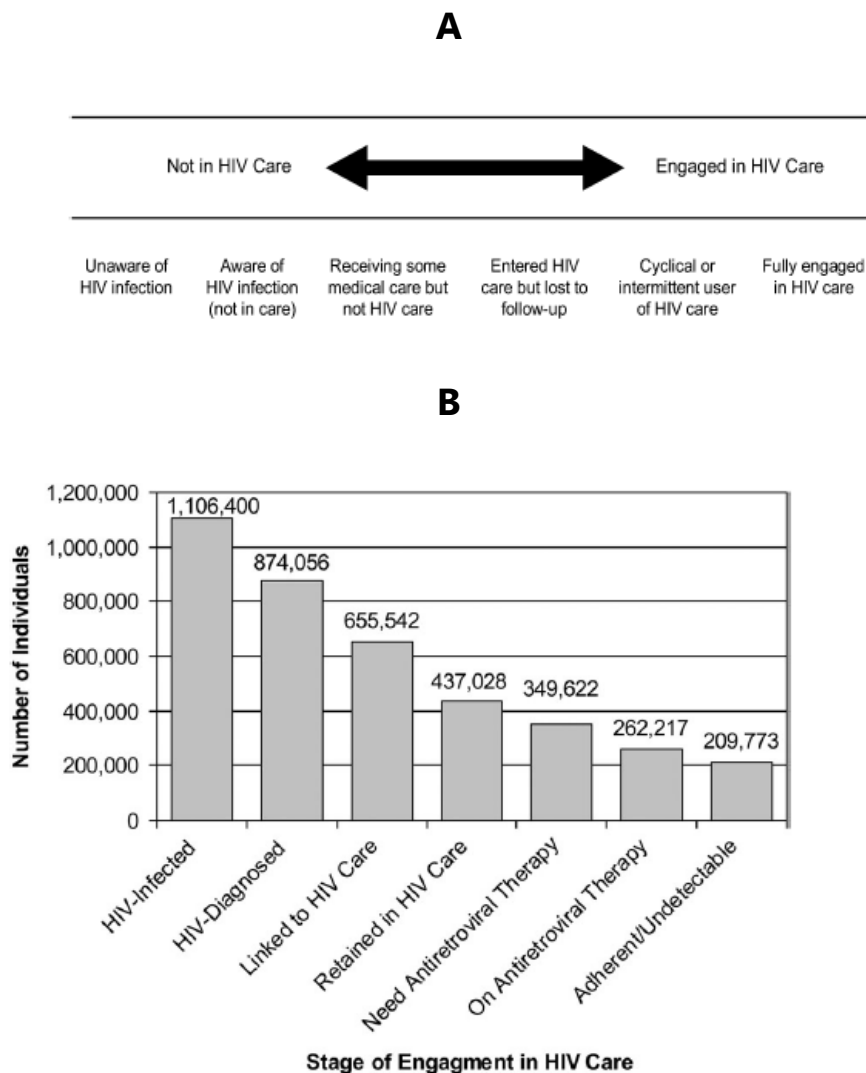 A
Not in HIV Care
Engaged in HIV Care
Unaware of
HIV infection
Aware of
HIV infection
(not in care)
Receiving some
medical care but
not HIV care
Entered HIV
care but lost to
follow-up
Cyclical or
intermittent user
of HIV care
Fully engaged
in HIV care
B
Number of Individuals
1,200,000
1,000,000
800,000
600,000
400,000
200,000
0
1,106,400
874,056
655,542
437,028
349,622
262,217
209,773
HIV-Infected
HIV-Diagnosed
Linked to HIV Care
Retained in HIV Care
Need Antiretroviral Therapy
On Antiretroviral Therapy
Adherent/Undetectable
Stage of Engagment in HIV Care